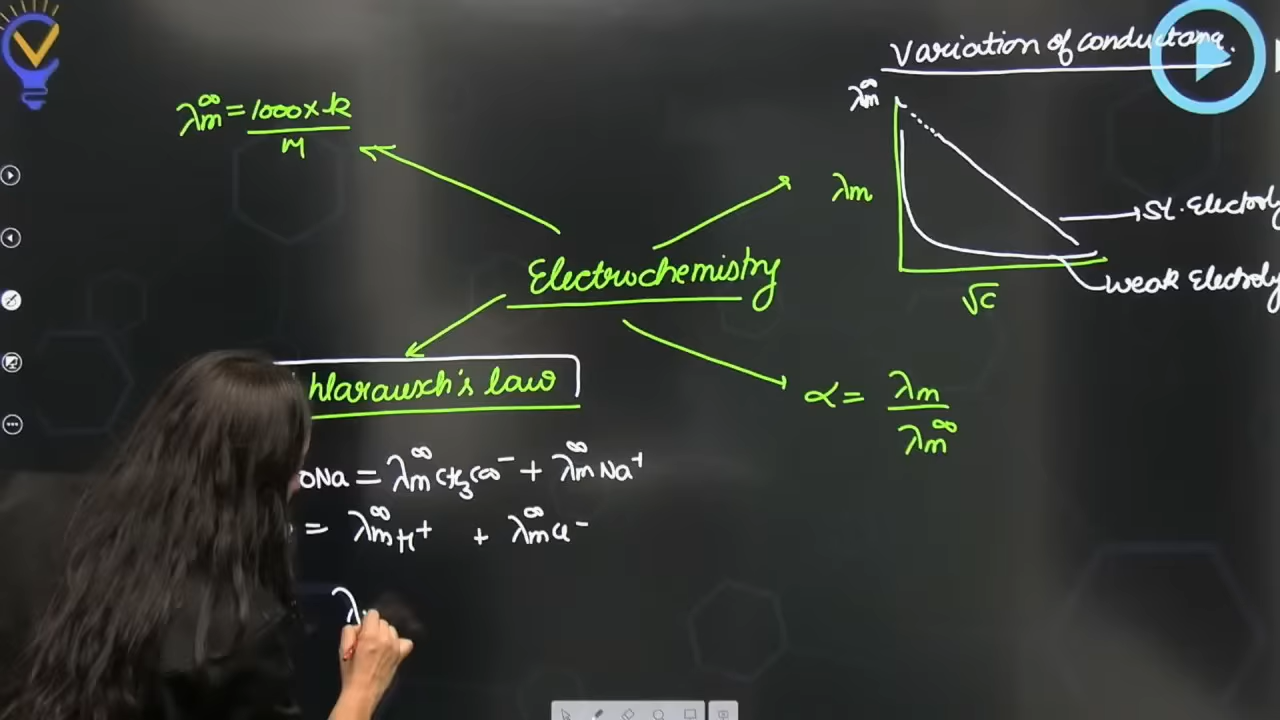 Variation of conductanα.
λm∞ = 1000×k
M
λm∞
λm
St. Electroly
Weak Electroly
√C
Electrochemistry
hlarausch's law
α = λm
λm∞
ONa = λm∞ CH3COO− + λm∞ Na+
= λm∞ H+ + λm∞ Cl−
λ